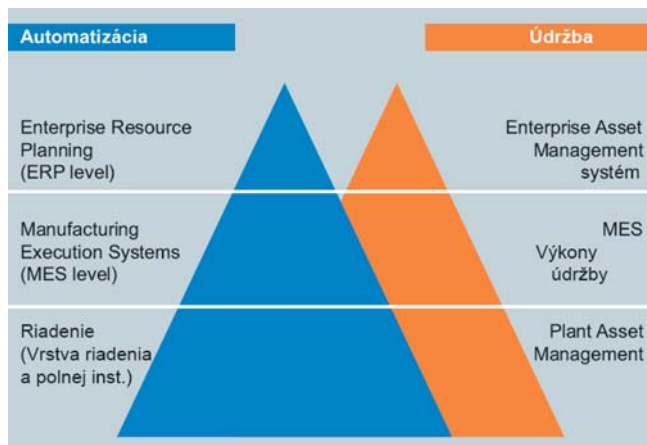 Automatizácia
Údržba
Enterprise Resource
Planning
(ERP level)
Enterprise Asset
Management
systém
Manufacturing
Execution Systems
(MES level)
MES
Výkony
údržby
Riadenie
(Vrstva riadenia
a polnej inst.)
Plant Asset
Management